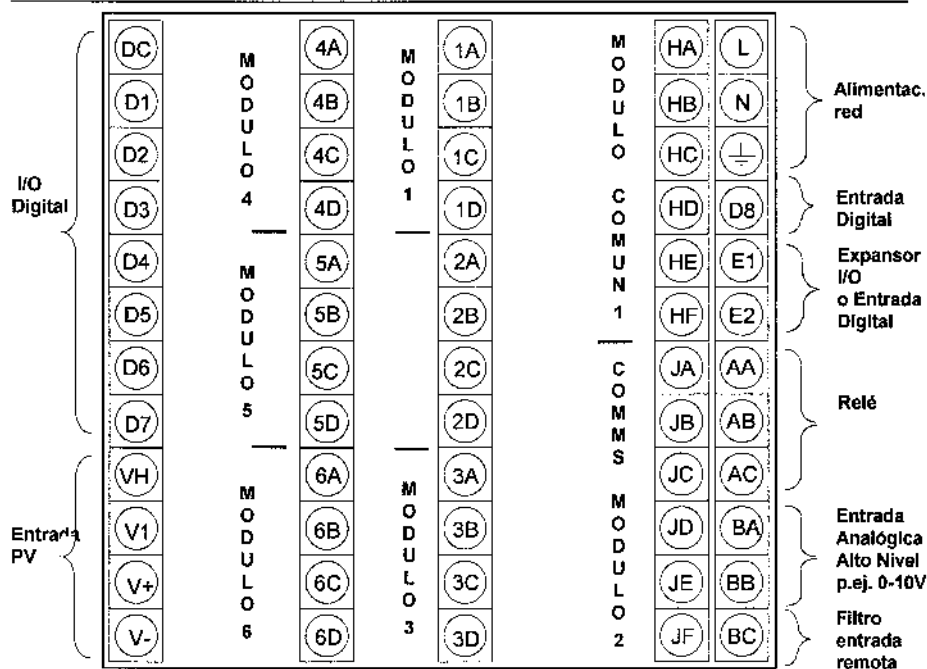 I/O
Digital
Entrada
PV
DC
D1
D2
D3
D4
D5
D6
D7
VH
V1
V+
V-
MODULO 4
MODULO 5
MODULO 6
4A
4B
4C
4D
5A
5B
5C
5D
6A
6B
6C
6D
MODULO 1
MODULO 3
1A
1B
1C
1D
2A
2B
2C
2D
3A
3B
3C
3D
MODULO COMUN 1
COMMS MODULO 2
HA
HB
HC
HD
HE
HF
JA
JB
JC
JD
JE
JF
L
N
D8
E1
E2
AA
AB
AC
BA
BB
BC
Alimentac.
red
Entrada
Digital
Expansor
I/O
o Entrada
Digital
Relé
Entrada
Analógica
Alto Nivel
p.ej. 0-10V
Filtro
entrada
remota